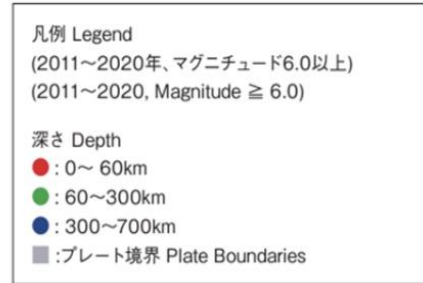 凡例 Legend
(2011〜2020年、マグニチュード6.0以上)
(2011〜2020, Magnitude ≧ 6.0)
深さ Depth
: 0〜 60km
: 60〜300km
: 300〜700km
:プレート境界 Plate Boundaries